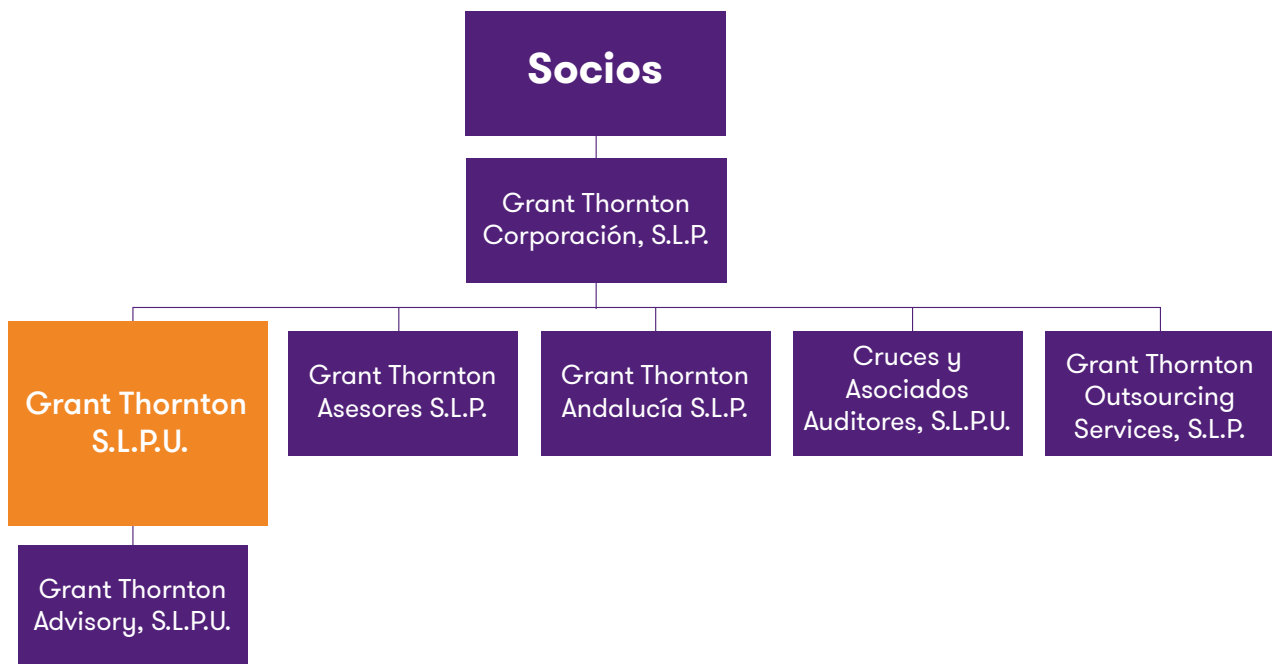 Socios
Grant Thornton
Corporación, S.L.P.
Grant Thornton
S.L.P.U.
Grant Thornton
Asesores S.L.P.
Grant Thornton
Andalucía S.L.P.
Cruces y
Asociados
Auditores, S.L.P.U.
Grant Thornton
Outsourcing
Services, S.L.P.
Grant Thornton
Advisory, S.L.P.U.